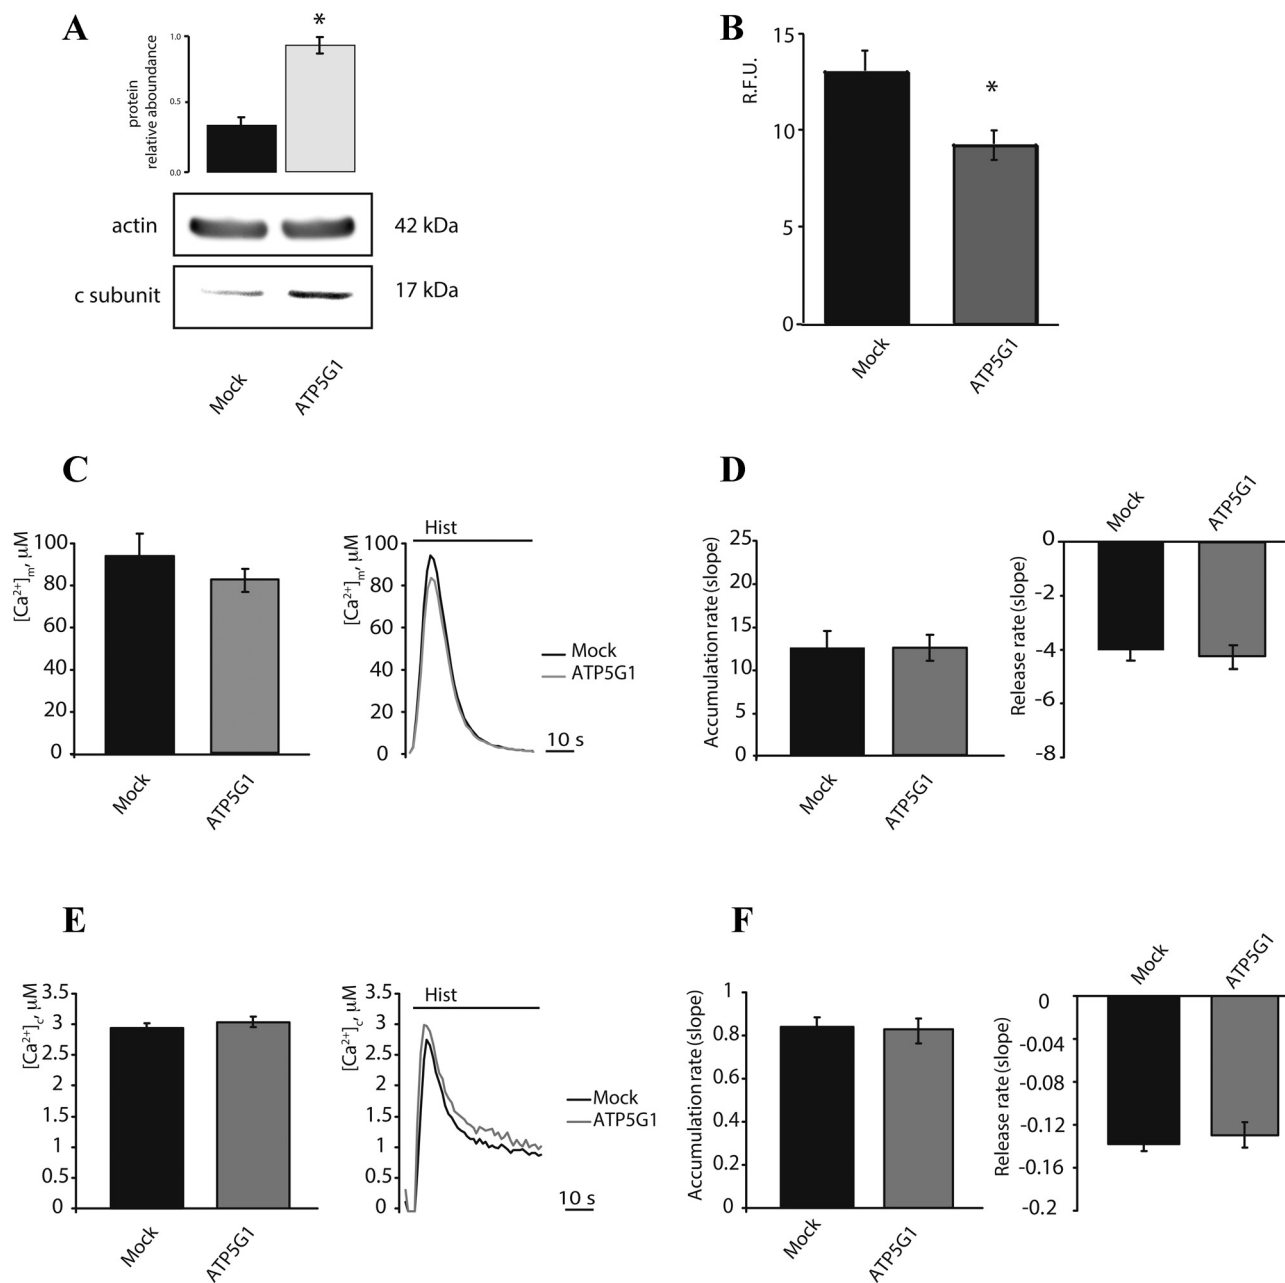 A
protein
relative aboundance
1.0
0.5
0.0
*
actin
42 kDa
c subunit
17 kDa
Mock
ATP5G1
B
R.F.U.
15
10
5
0
*
Mock
ATP5G1
C
[Ca²⁺]ₘ, μM
100
80
60
40
20
0
Mock
ATP5G1
[Ca²⁺]ₘ, μM
100
80
60
40
20
0
Hist
Mock
ATP5G1
10 s
D
Accumulation rate (slope)
25
20
15
10
5
0
Mock
ATP5G1
Release rate (slope)
0
-2
-4
-6
-8
Mock
ATP5G1
E
[Ca²⁺]c, μM
3.5
3
2.5
2
1.5
1
0.5
0
Mock
ATP5G1
[Ca²⁺]c, μM
3.5
3
2.5
2
1.5
1
0.5
0
Hist
Mock
ATP5G1
10 s
F
Accumulation rate (slope)
1
0.8
0.6
0.4
0.2
0
Mock
ATP5G1
Release rate (slope)
0
-0.04
-0.08
-0.12
-0.16
-0.2
Mock
ATP5G1